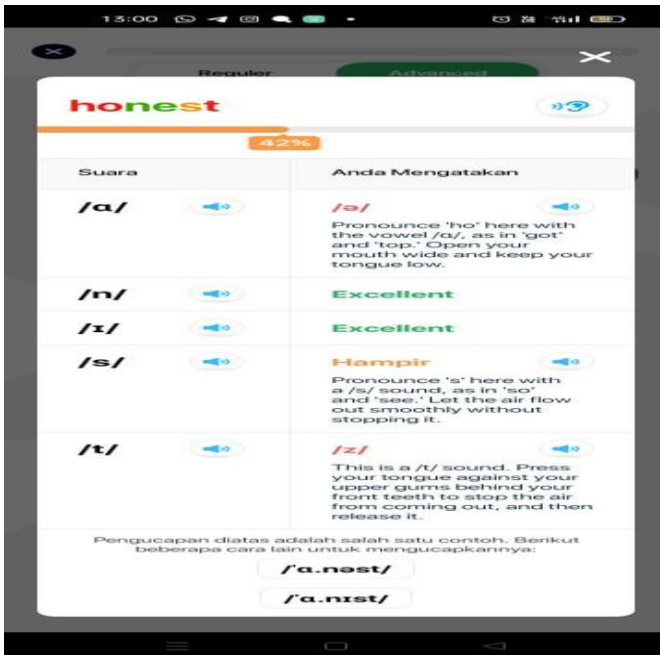 13:00
Reguler Advanced
honest
42%
Suara Anda Mengatakan
/ɑ/ /ə/
Pronounce 'ho' here with
the vowel /ɑ/, as in 'got'
and 'top.' Open your
mouth wide and keep your
tongue low.
/n/ Excellent
/ɪ/ Excellent
/s/ Hampir
Pronounce 's' here with
a /s/ sound, as in 'so'
and 'see.' Let the air flow
out smoothly without
stopping it.
/t/ /z/
This is a /t/ sound. Press
your tongue against your
upper gums behind your
front teeth to stop the air
from coming out, and then
release it.
Pengucapan diatas adalah salah satu contoh. Berikut
beberapa cara lain untuk mengucapkannya:
/ˈɑ.nəst/
/ˈɑ.nɪst/